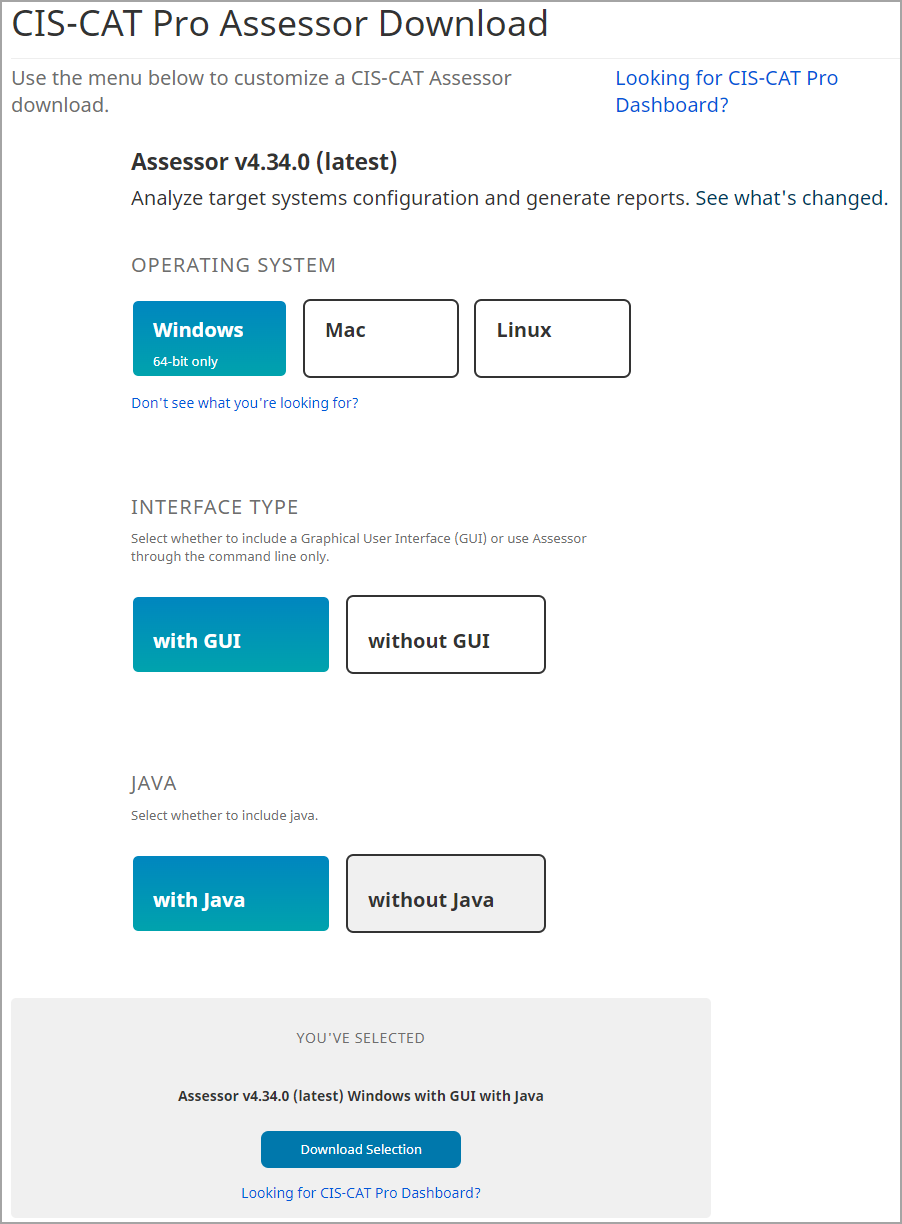 CIS-CAT Pro Assessor Download
Use the menu below to customize a CIS-CAT Assessor
download.
Looking for CIS-CAT Pro
Dashboard?
Assessor v4.34.0 (latest)
Analyze target systems configuration and generate reports. See what's changed.
OPERATING SYSTEM
Windows
64-bit only
Mac
Linux
Don't see what you're looking for?
INTERFACE TYPE
Select whether to include a Graphical User Interface (GUI) or use Assessor
through the command line only.
with GUI
without GUI
JAVA
Select whether to include java.
with Java
without Java
YOU'VE SELECTED
Assessor v4.34.0 (latest) Windows with GUI with Java
Download Selection
Looking for CIS-CAT Pro Dashboard?